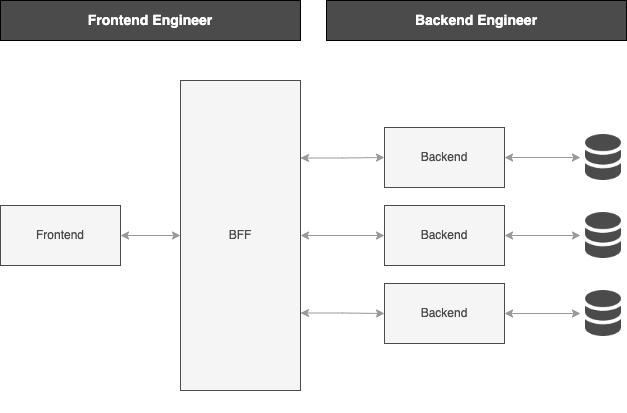 Frontend Engineer
Backend Engineer
Backend
Frontend
BFF
Backend
Backend